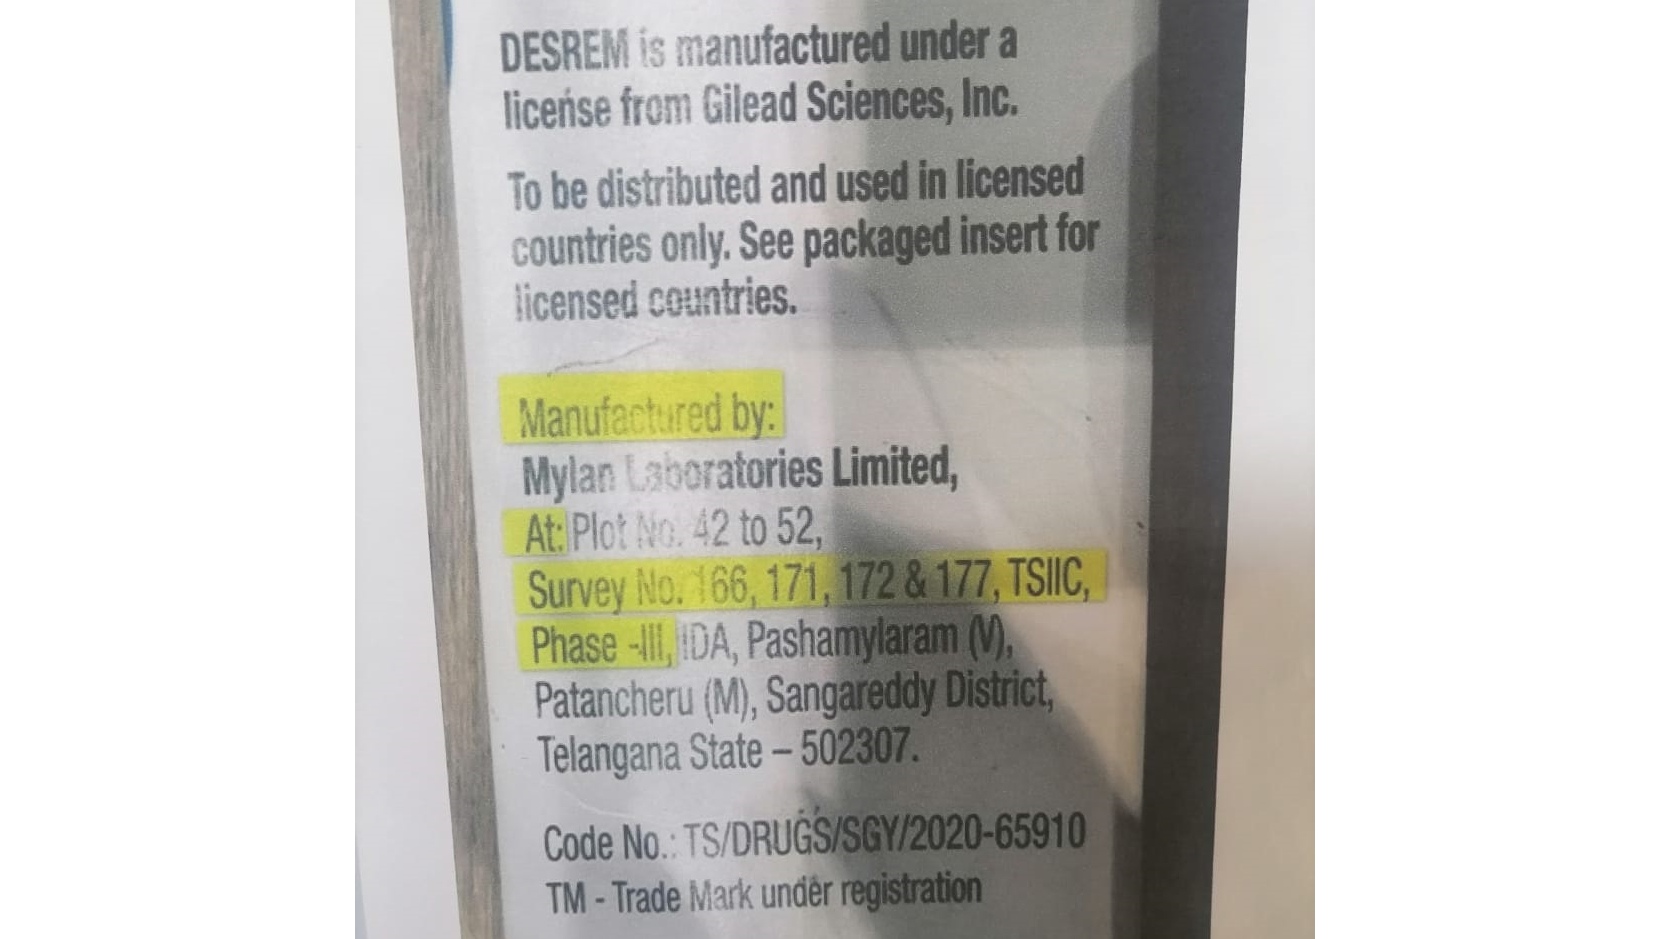 DESREM is manufactured under a
license from Gilead Sciences, Inc.
To be distributed and used in licensed
countries only. See packaged insert for
licensed countries.
Manufactured by:
Mylan Laboratories Limited,
At: Plot No. 42 to 52,
Survey No. 166, 171, 172 & 177, TSIIC,
Phase -III, IDA, Pashamylaram (V),
Patancheru (M), Sangareddy District,
Telangana State – 502307.
Code No.: TS/DRUGS/SGY/2020-65910
TM - Trade Mark under registration